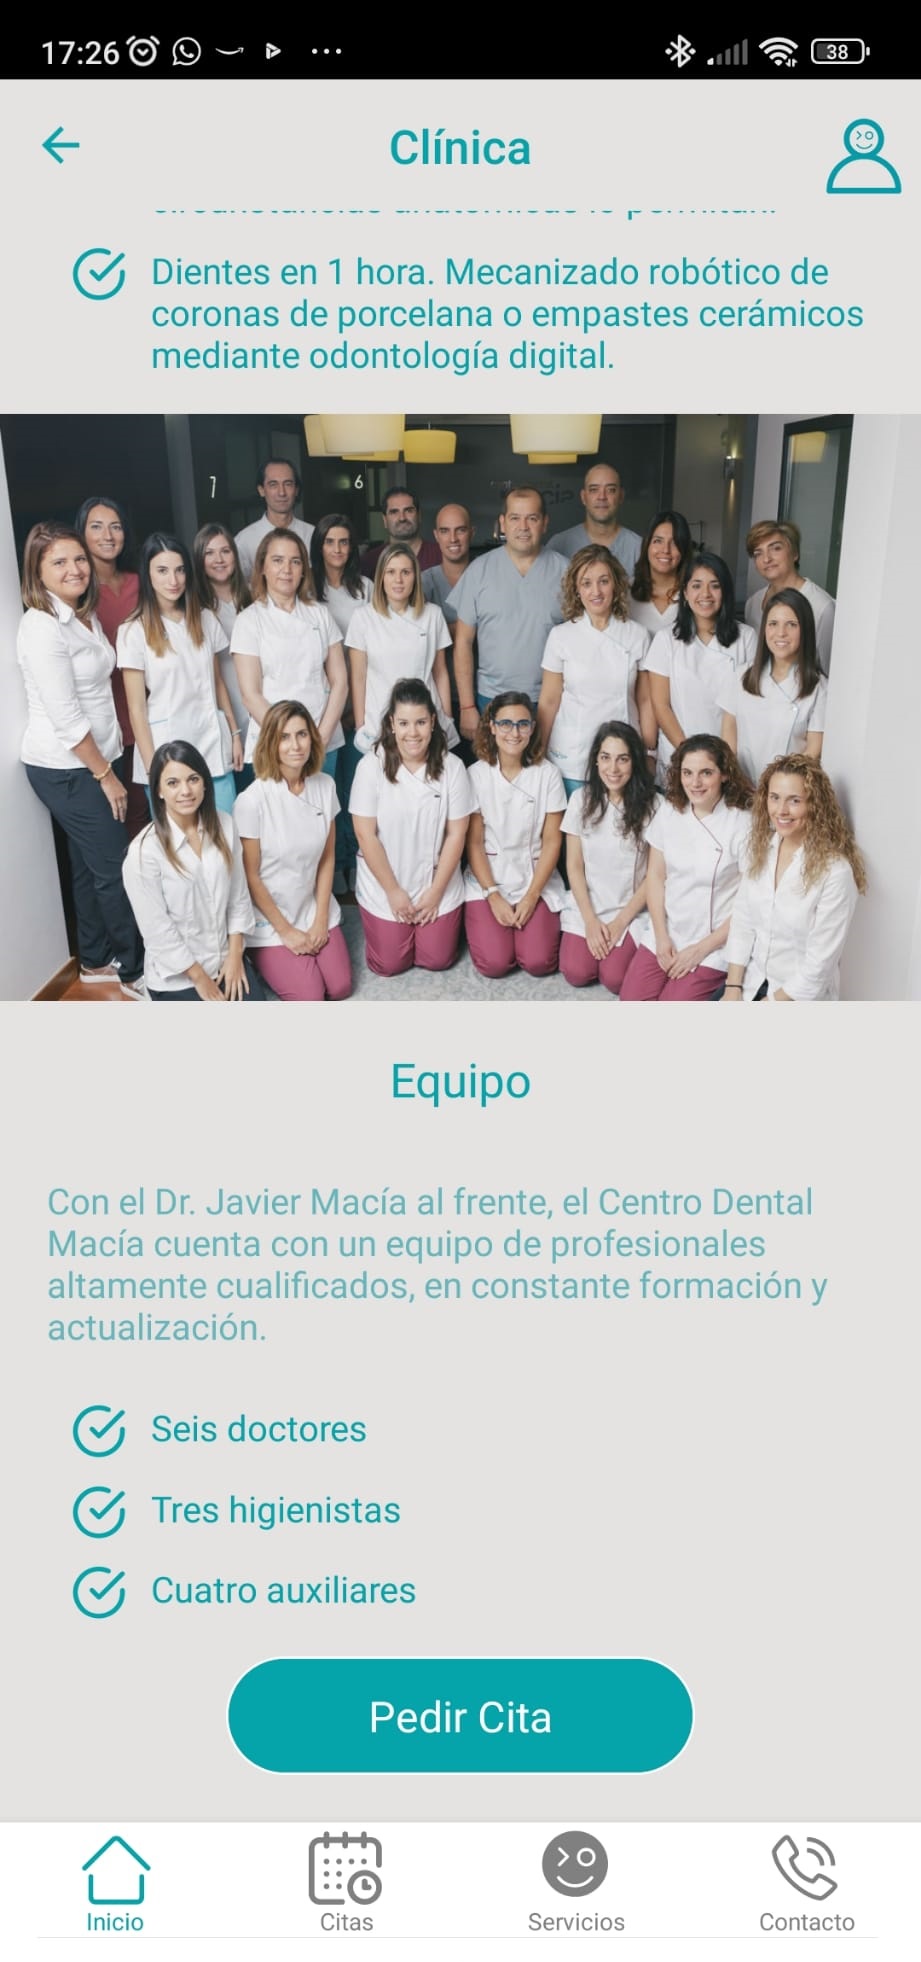 17:26
38
Clínica
Dientes en 1 hora. Mecanizado robótico de
coronas de porcelana o empastes cerámicos
mediante odontología digital.
1
6
Equipo
Con el Dr. Javier Macía al frente, el Centro Dental
Macía cuenta con un equipo de profesionales
altamente cualificados, en constante formación y
actualización.
Seis doctores
Tres higienistas
Cuatro auxiliares
Pedir Cita
Inicio
Citas
Servicios
Contacto